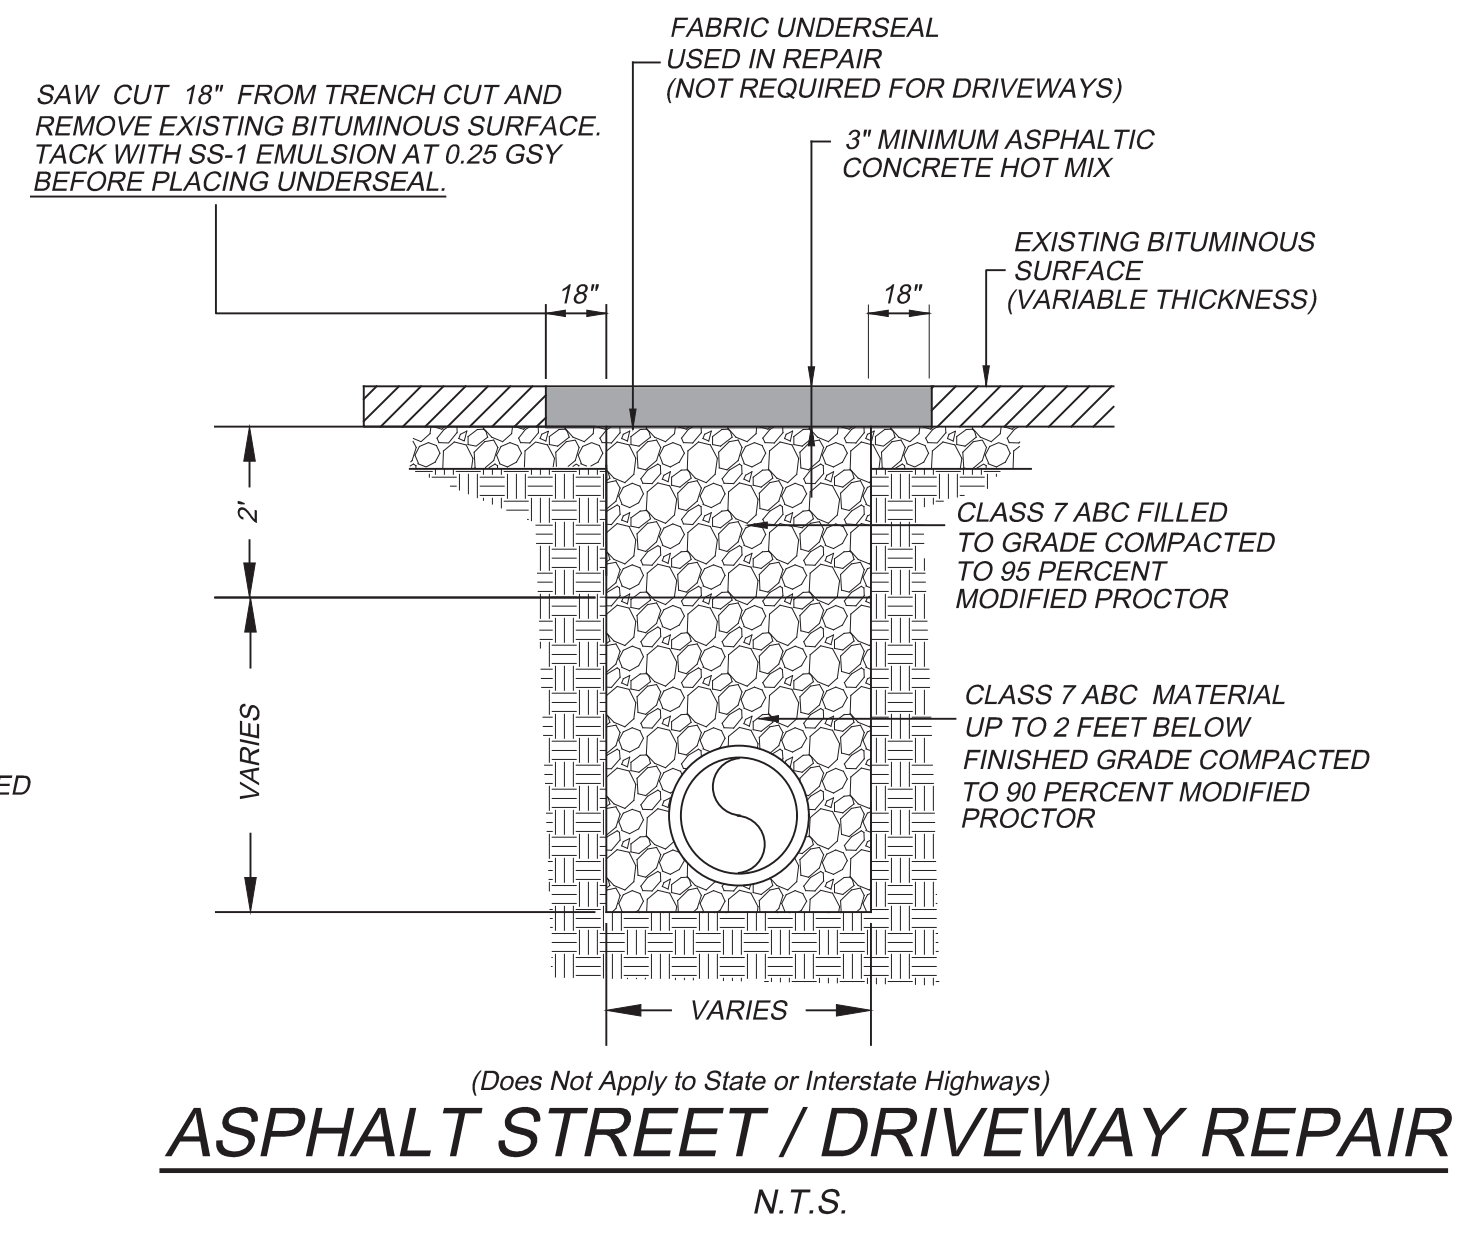 FABRIC UNDERSEAL
USED IN REPAIR
(NOT REQUIRED FOR DRIVEWAYS)
SAW CUT 18" FROM TRENCH CUT AND
REMOVE EXISTING BITUMINOUS SURFACE.
TACK WITH SS-1 EMULSION AT 0.25 GSY
BEFORE PLACING UNDERSEAL.
3" MINIMUM ASPHALTIC
CONCRETE HOT MIX
EXISTING BITUMINOUS
SURFACE
(VARIABLE THICKNESS)
18"
18"
2'
CLASS 7 ABC FILLED
TO GRADE COMPACTED
TO 95 PERCENT
MODIFIED PROCTOR
VARIES
CLASS 7 ABC MATERIAL
UP TO 2 FEET BELOW
FINISHED GRADE COMPACTED
TO 90 PERCENT MODIFIED
PROCTOR
ED
VARIES
(Does Not Apply to State or Interstate Highways)
ASPHALT STREET / DRIVEWAY REPAIR
N.T.S.